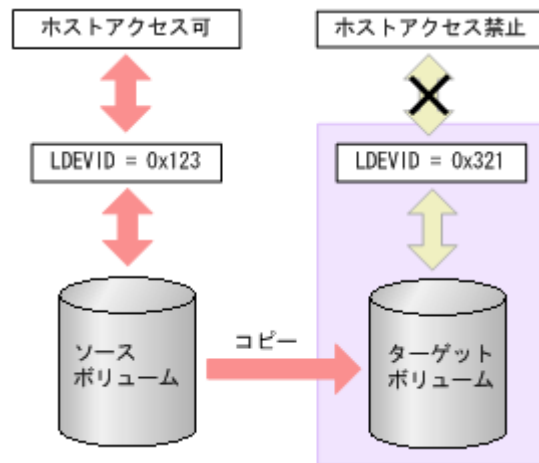 ホストアクセス可
ホストアクセス禁止
LDEVID = 0x123
LDEVID = 0x321
ソース
ボリューム
コピー
ターゲット
ボリューム